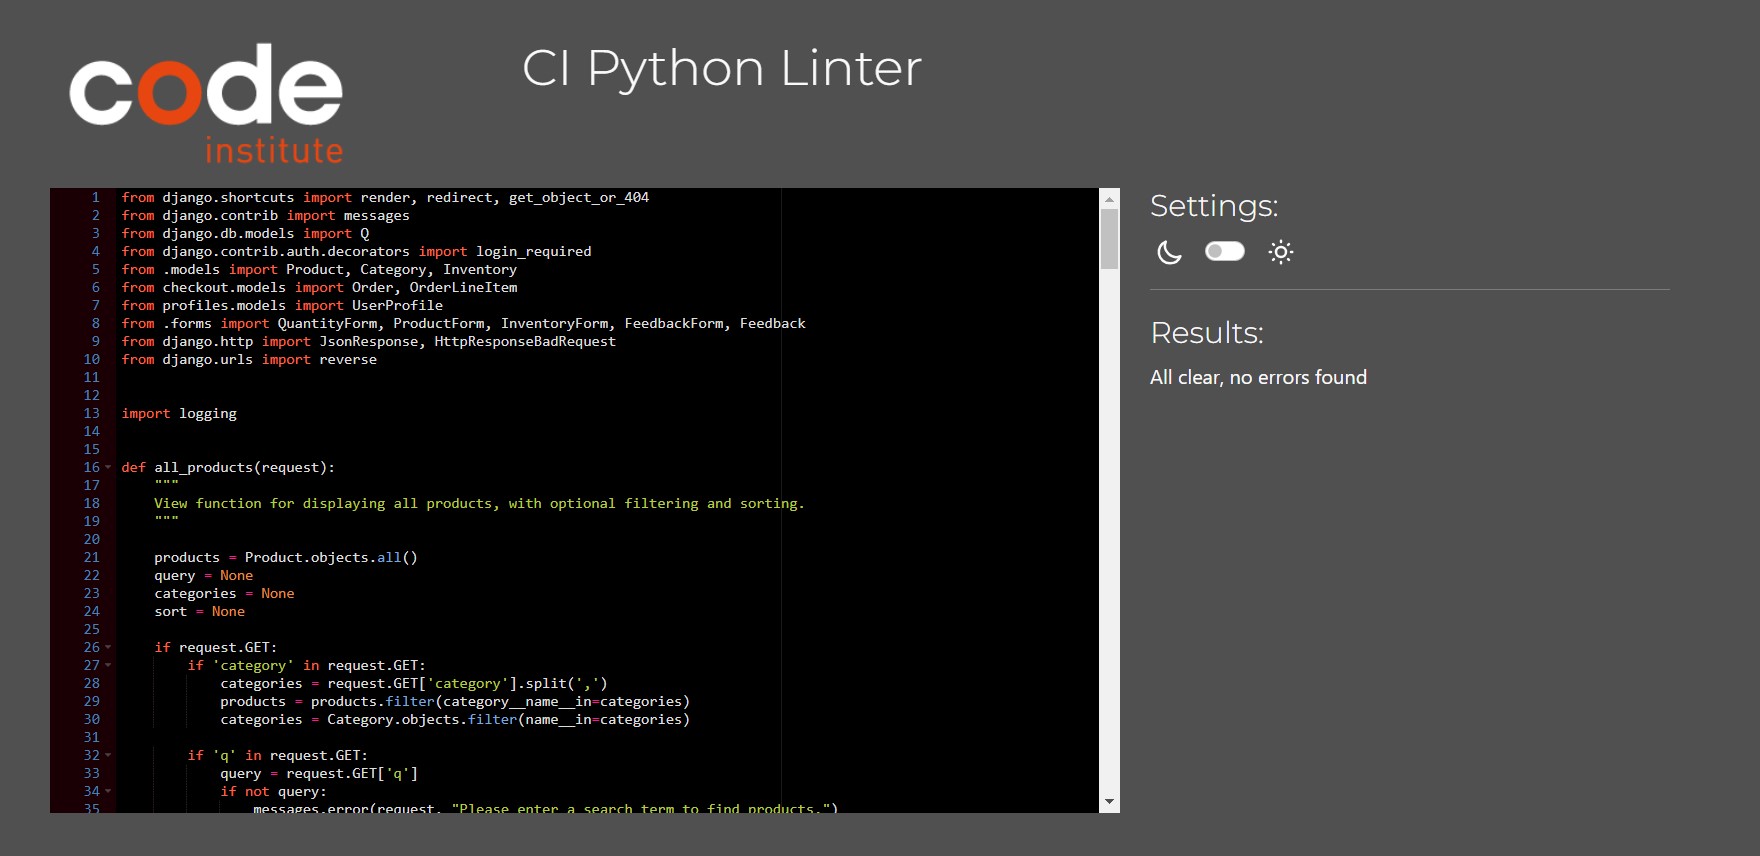 code
institute
CI Python Linter
1 from django.shortcuts import render, redirect, get_object_or_404
2 from django.contrib import messages
3 from django.db.models import Q
4 from django.contrib.auth.decorators import login_required
5 from .models import Product, Category, Inventory
6 from checkout.models import Order, OrderLineItem
7 from profiles.models import UserProfile
8 from .forms import QuantityForm, ProductForm, InventoryForm, FeedbackForm, Feedback
9 from django.http import JsonResponse, HttpResponseBadRequest
10 from django.urls import reverse
11
12
13 import logging
14
15
16 def all_products(request):
17     """
18     View function for displaying all products, with optional filtering and sorting.
19     """
20
21     products = Product.objects.all()
22     query = None
23     categories = None
24     sort = None
25
26     if request.GET:
27         if 'category' in request.GET:
28             categories = request.GET['category'].split(',')
29             products = products.filter(category__name__in=categories)
30             categories = Category.objects.filter(name__in=categories)
31
32         if 'q' in request.GET:
33             query = request.GET['q']
34             if not query:
35                 messages.error(request, "Please enter a search term to find products.")
Settings:
Results:
All clear, no errors found